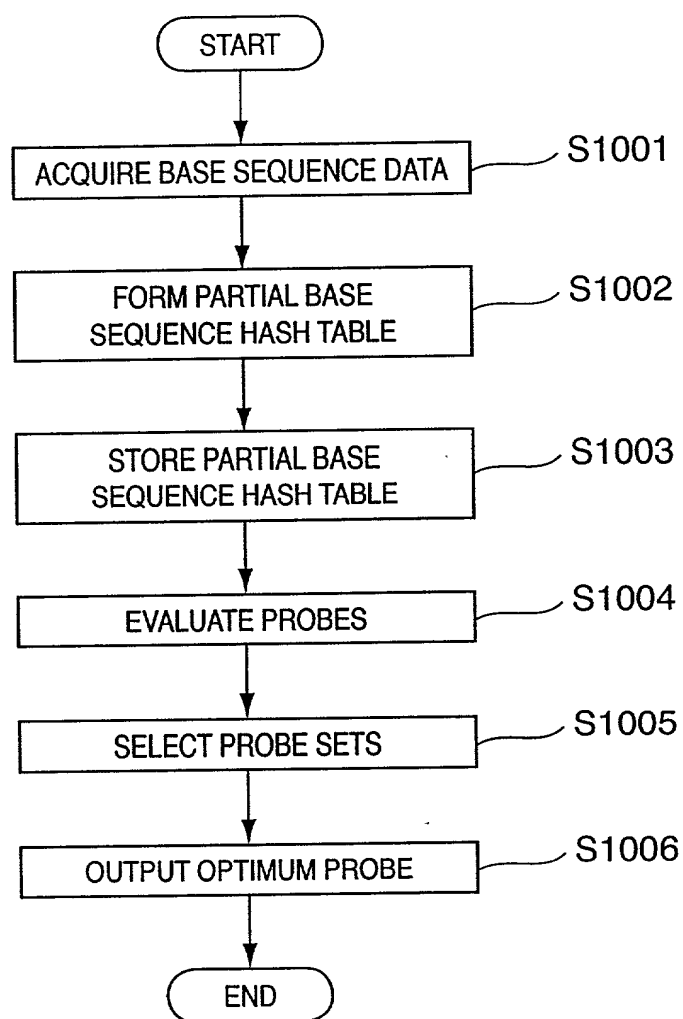 START
ACQUIRE BASE SEQUENCE DATA
S1001
FORM PARTIAL BASE
SEQUENCE HASH TABLE
S1002
STORE PARTIAL BASE
SEQUENCE HASH TABLE
S1003
EVALUATE PROBES
S1004
SELECT PROBE SETS
S1005
OUTPUT OPTIMUM PROBE
S1006
END